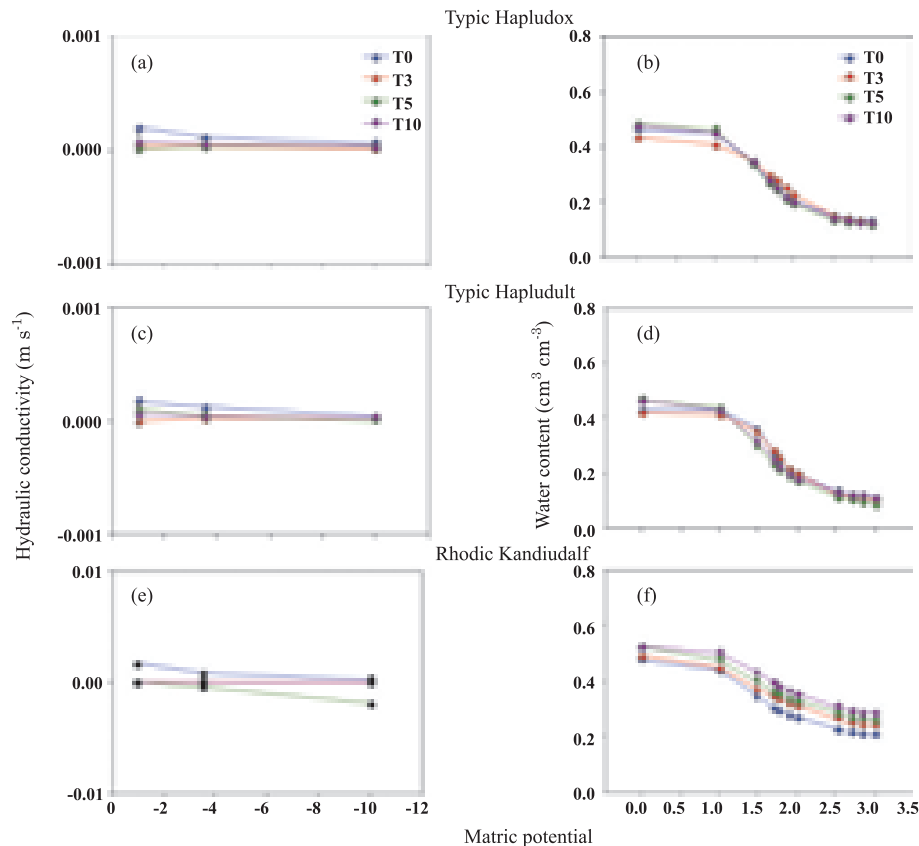 Typic Hapludox
0.001
0.000
-0.001
(a)
T0
T3
T5
T10
0.8
0.6
0.4
0.2
0.0
(b)
T0
T3
T5
T10
Typic Hapludult
0.001
0.000
-0.001
(c)
0.8
0.6
0.4
0.2
0.0
(d)
Hydraulic conductivity (m s⁻¹)
Water content (cm³ cm⁻³)
Rhodic Kandiudalf
0.01
0.00
-0.01
(e)
0 -2 -4 -6 -8 -10 -12
0.8
0.6
0.4
0.2
0.0
(f)
0.0 0.5 1.0 1.5 2.0 2.5 3.0 3.5
Matric potential